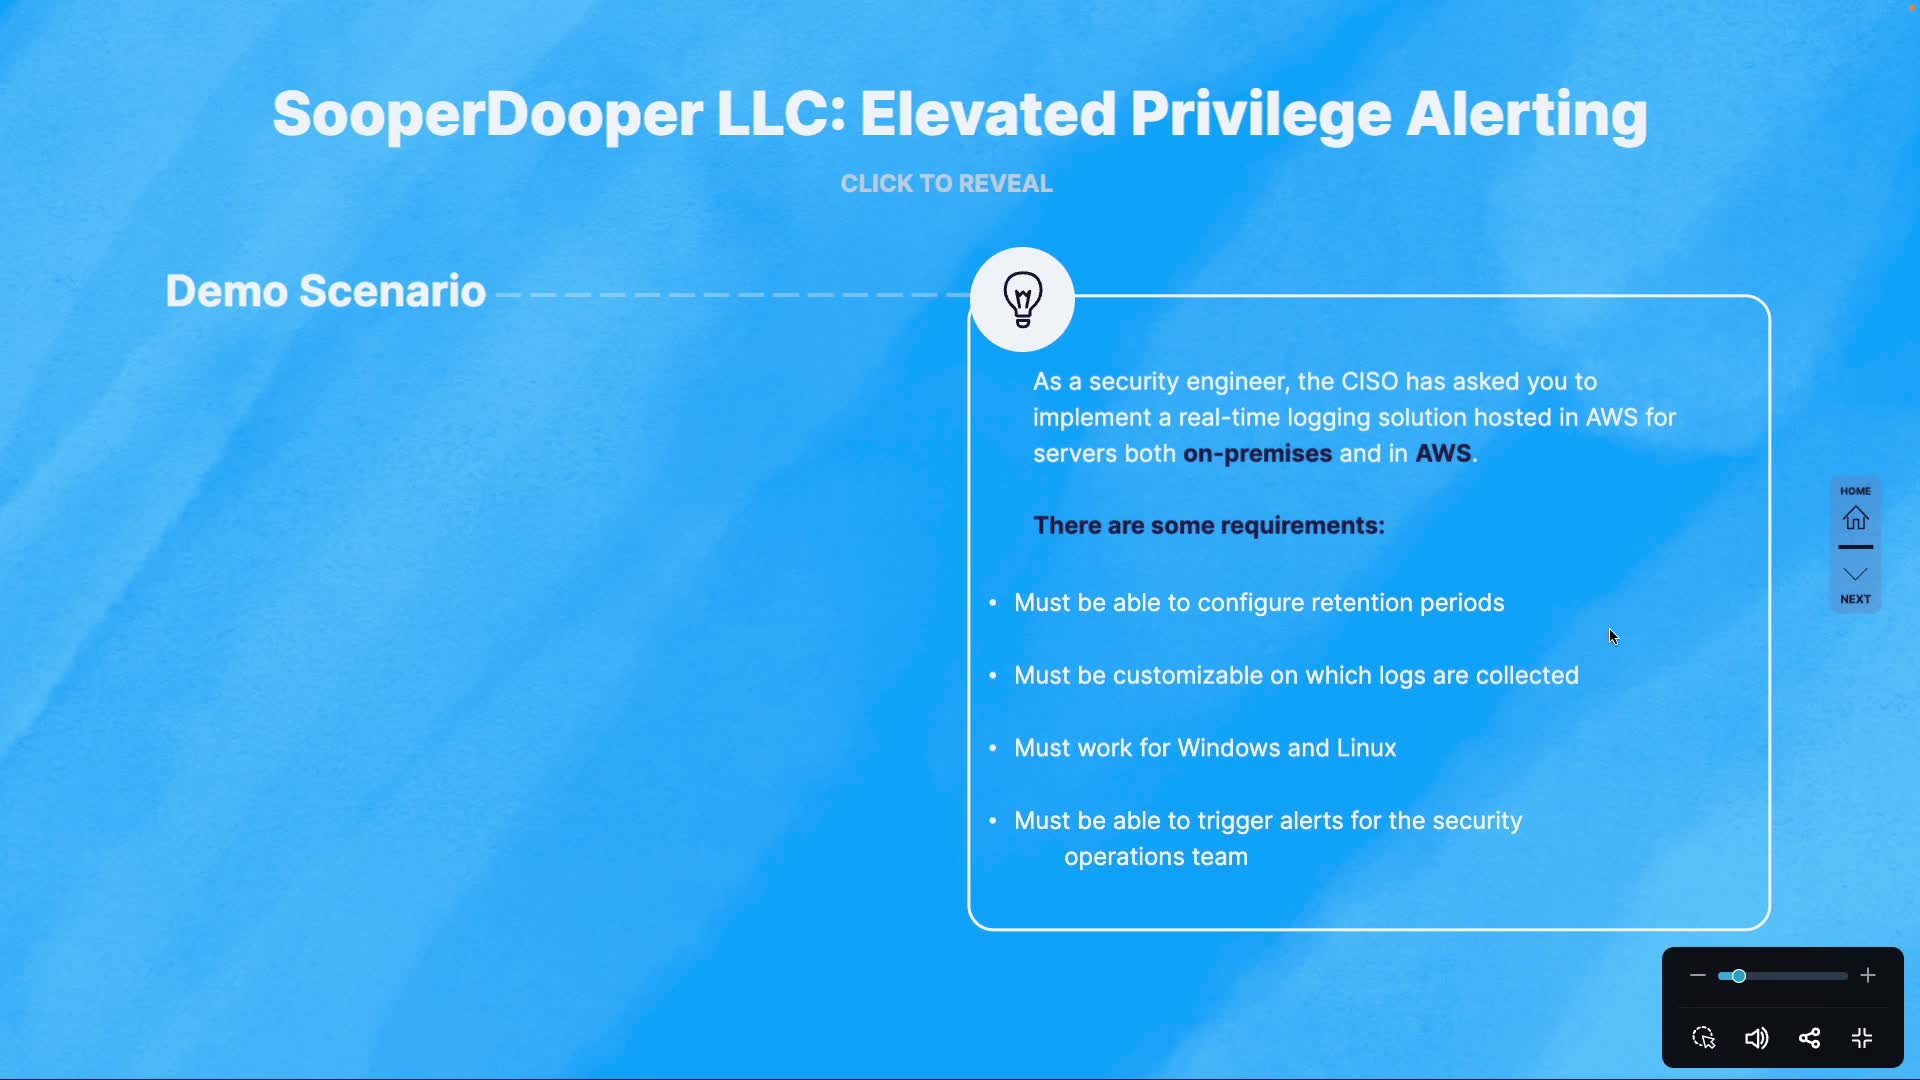 SooperDooper LLC: Elevated Privilege Alerting
CLICK TO REVEAL
Demo Scenario
As a security engineer, the CISO has asked you to
implement a real-time logging solution hosted in AWS for
servers both on-premises and in AWS.
There are some requirements:
• Must be able to configure retention periods
• Must be customizable on which logs are collected
• Must work for Windows and Linux
• Must be able to trigger alerts for the security
operations team
HOME
NEXT